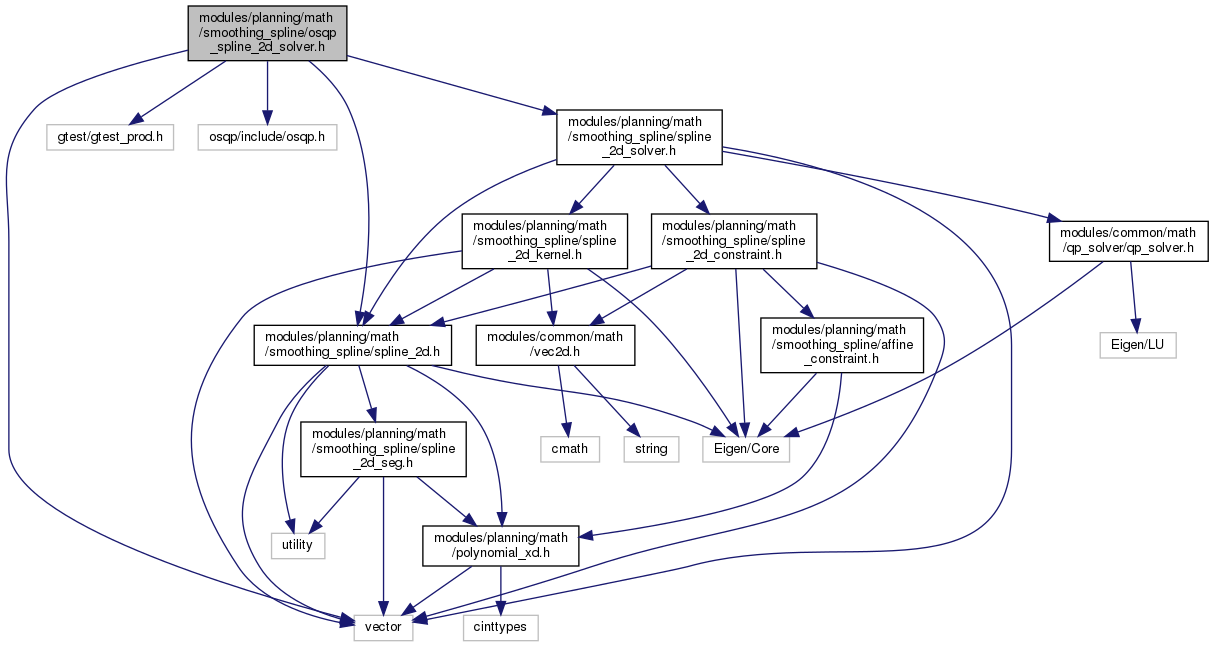 modules/planning/math
/smoothing_spline/osqp
_spline_2d_solver.h
gtest/gtest_prod.h
osqp/include/osqp.h
modules/planning/math
/smoothing_spline/spline
_2d_solver.h
modules/planning/math
/smoothing_spline/spline
_2d_kernel.h
modules/planning/math
/smoothing_spline/spline
_2d_constraint.h
modules/common/math
/qp_solver/qp_solver.h
modules/planning/math
/smoothing_spline/spline_2d.h
modules/common/math
/vec2d.h
modules/planning/math
/smoothing_spline/affine
_constraint.h
Eigen/LU
modules/planning/math
/smoothing_spline/spline
_2d_seg.h
cmath
string
Eigen/Core
utility
modules/planning/math
/polynomial_xd.h
vector
cinttypes